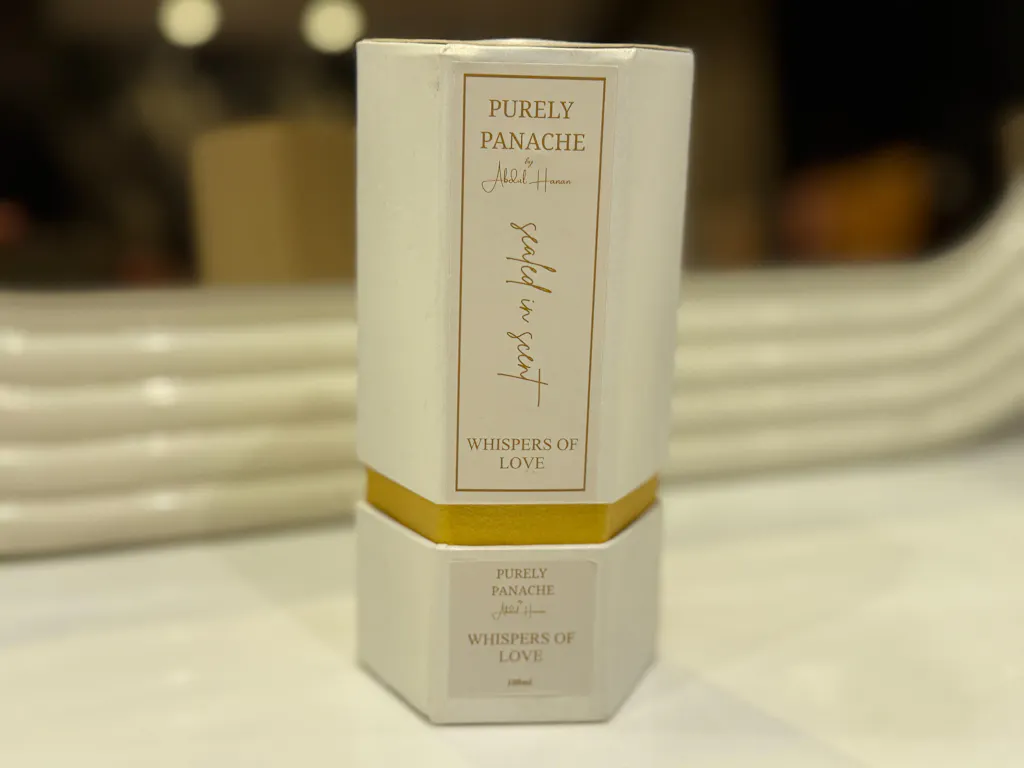 PURELY
PANACHE
by
Abdul Hanan
sealed in scent
WHISPERS OF
LOVE
PURELY
PANACHE
by
Abdul Hanan
WHISPERS OF
LOVE
100ml